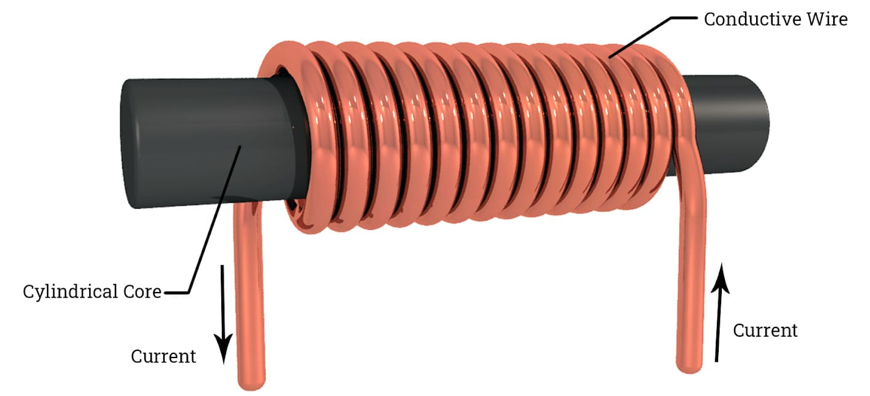 Conductive Wire
Cylindrical Core
Current
Current